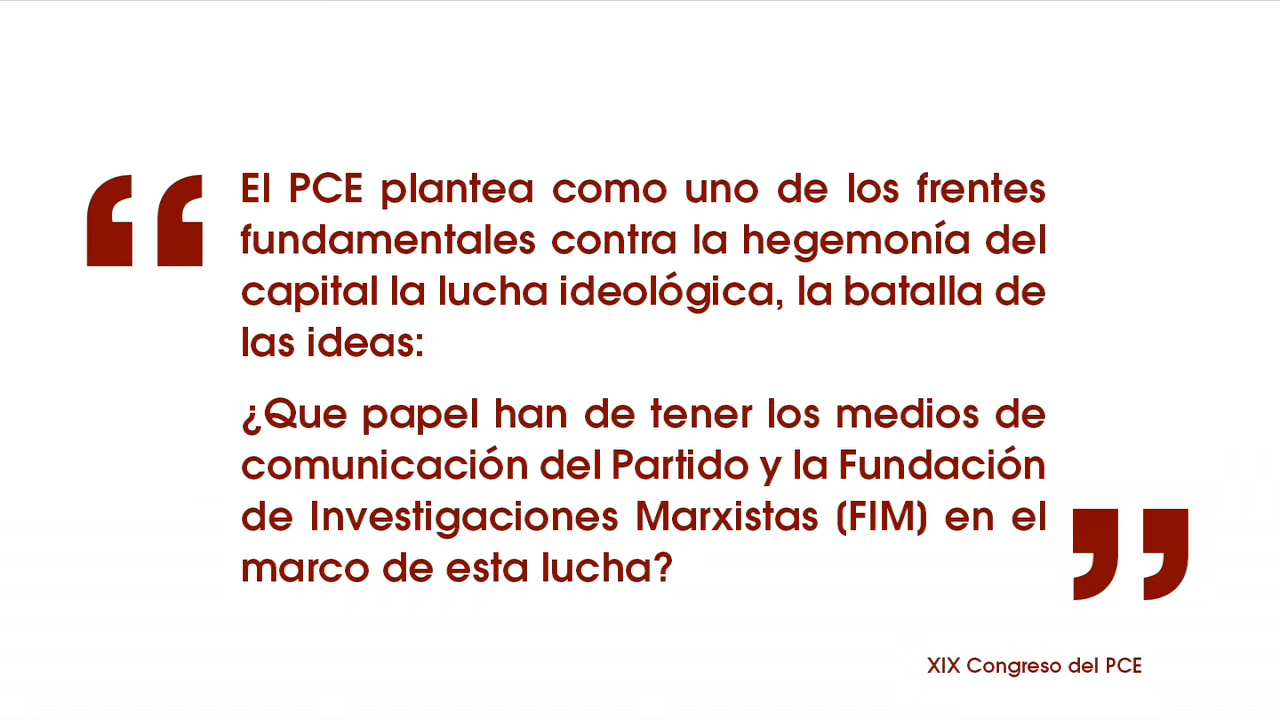 El PCE plantea como uno de los frentes
fundamentales contra la hegemonía del
capital la lucha ideológica, la batalla de
las ideas:
¿Que papel han de tener los medios de
comunicación del Partido y la Fundación
de Investigaciones Marxistas (FIM) en el
marco de esta lucha?
XIX Congreso del PCE